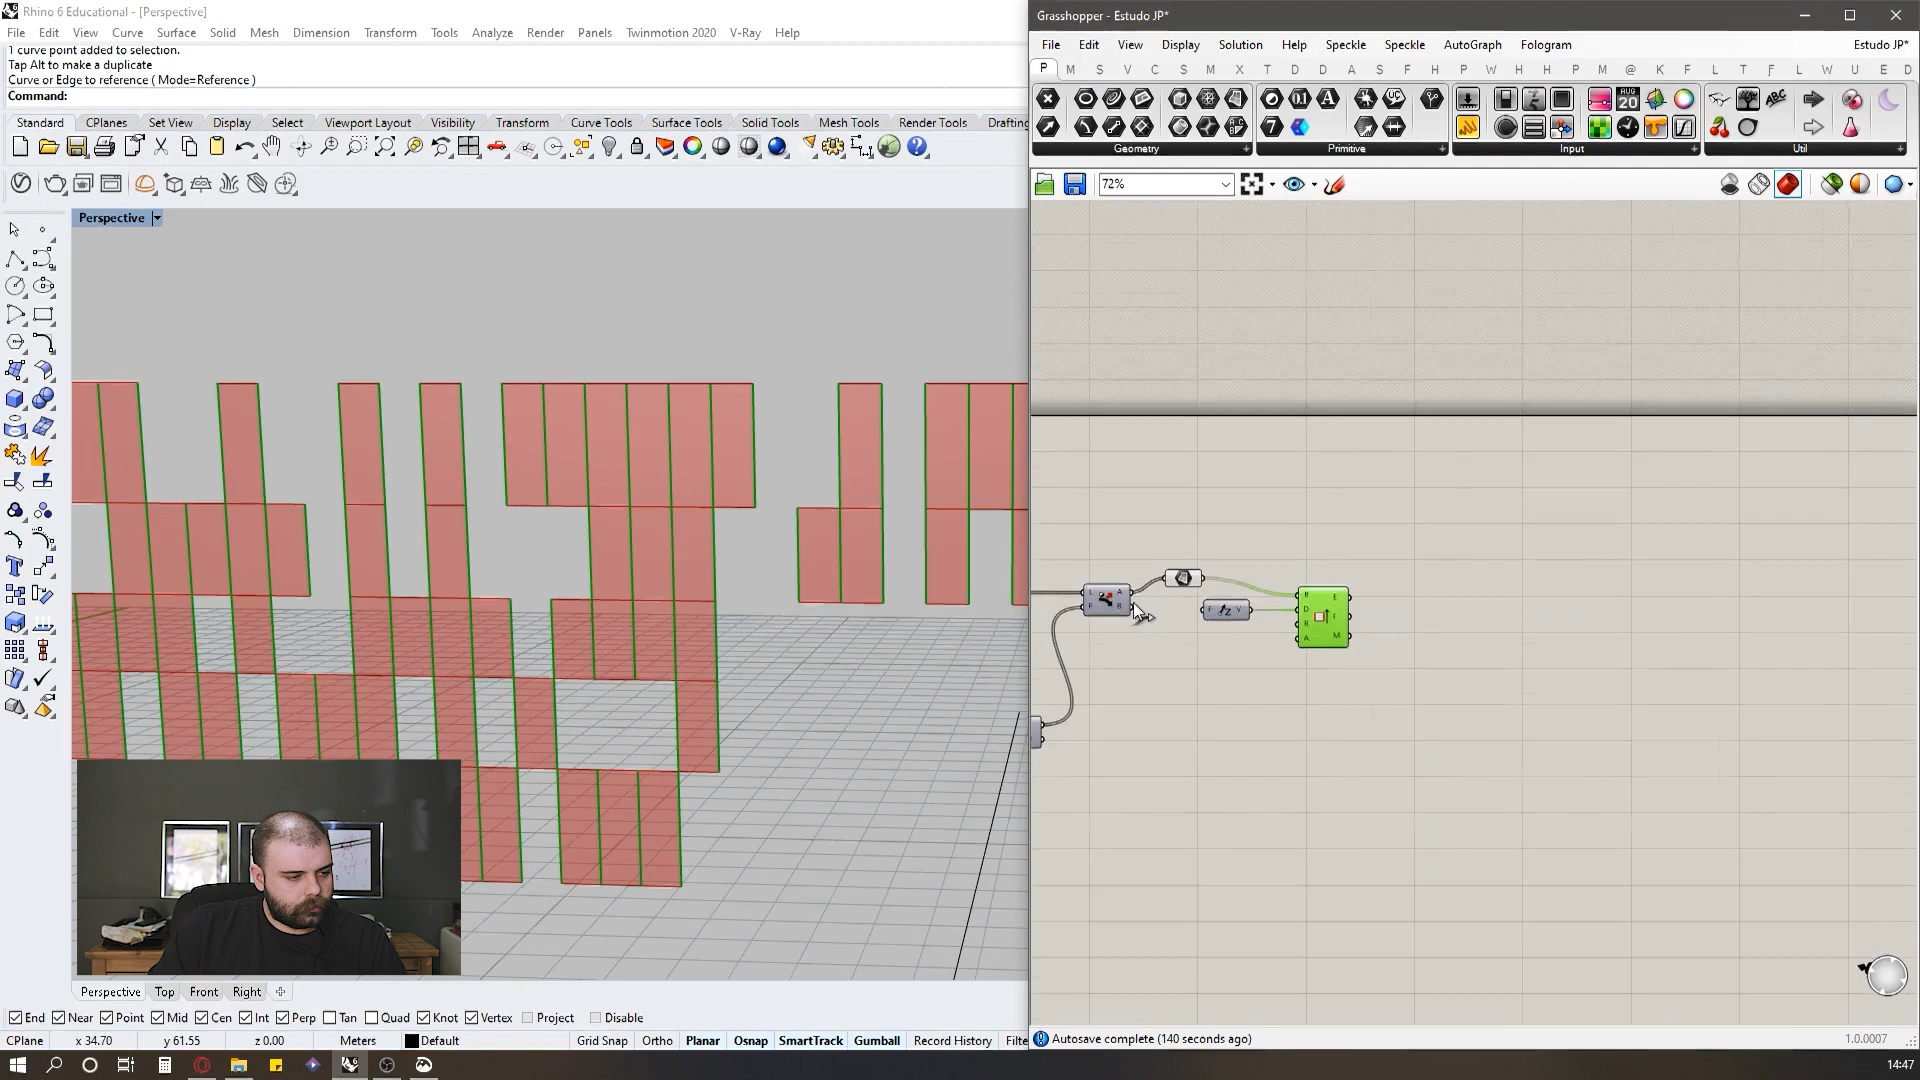 Rhino 6 Educational - [Perspective]
File Edit View Curve Surface Solid Mesh Dimension Transform Tools Analyze Render Panels Twinmotion 2020 V-Ray Help
1 curve point added to selection.
Tap Alt to make a duplicate
Curve or Edge to reference ( Mode=Reference )
Command:
Standard CPlanes Set View Display Select Viewport Layout Visibility Transform Curve Tools Surface Tools Solid Tools Mesh Tools Render Tools Drafting
Perspective
Perspective Top Front Right
End Near Point Mid Cen Int Perp Tan Quad Knot Vertex Project Disable
CPlane x 34.70 y 61.55 z 0.00 Meters Default Grid Snap Ortho Planar Osnap SmartTrack Gumball Record History Filte
Grasshopper - Estudo JP*
File Edit View Display Solution Help Speckle Speckle AutoGraph Fologram Estudo JP*
P M S V C S M X T D D A S F H P W H H P M @ K F L T F L W U E D
Geometry Primitive Input Util
72%
L A
P B
F Z V
B E
D I
R
A M
Autosave complete (140 seconds ago) 1.0.0007
14:47